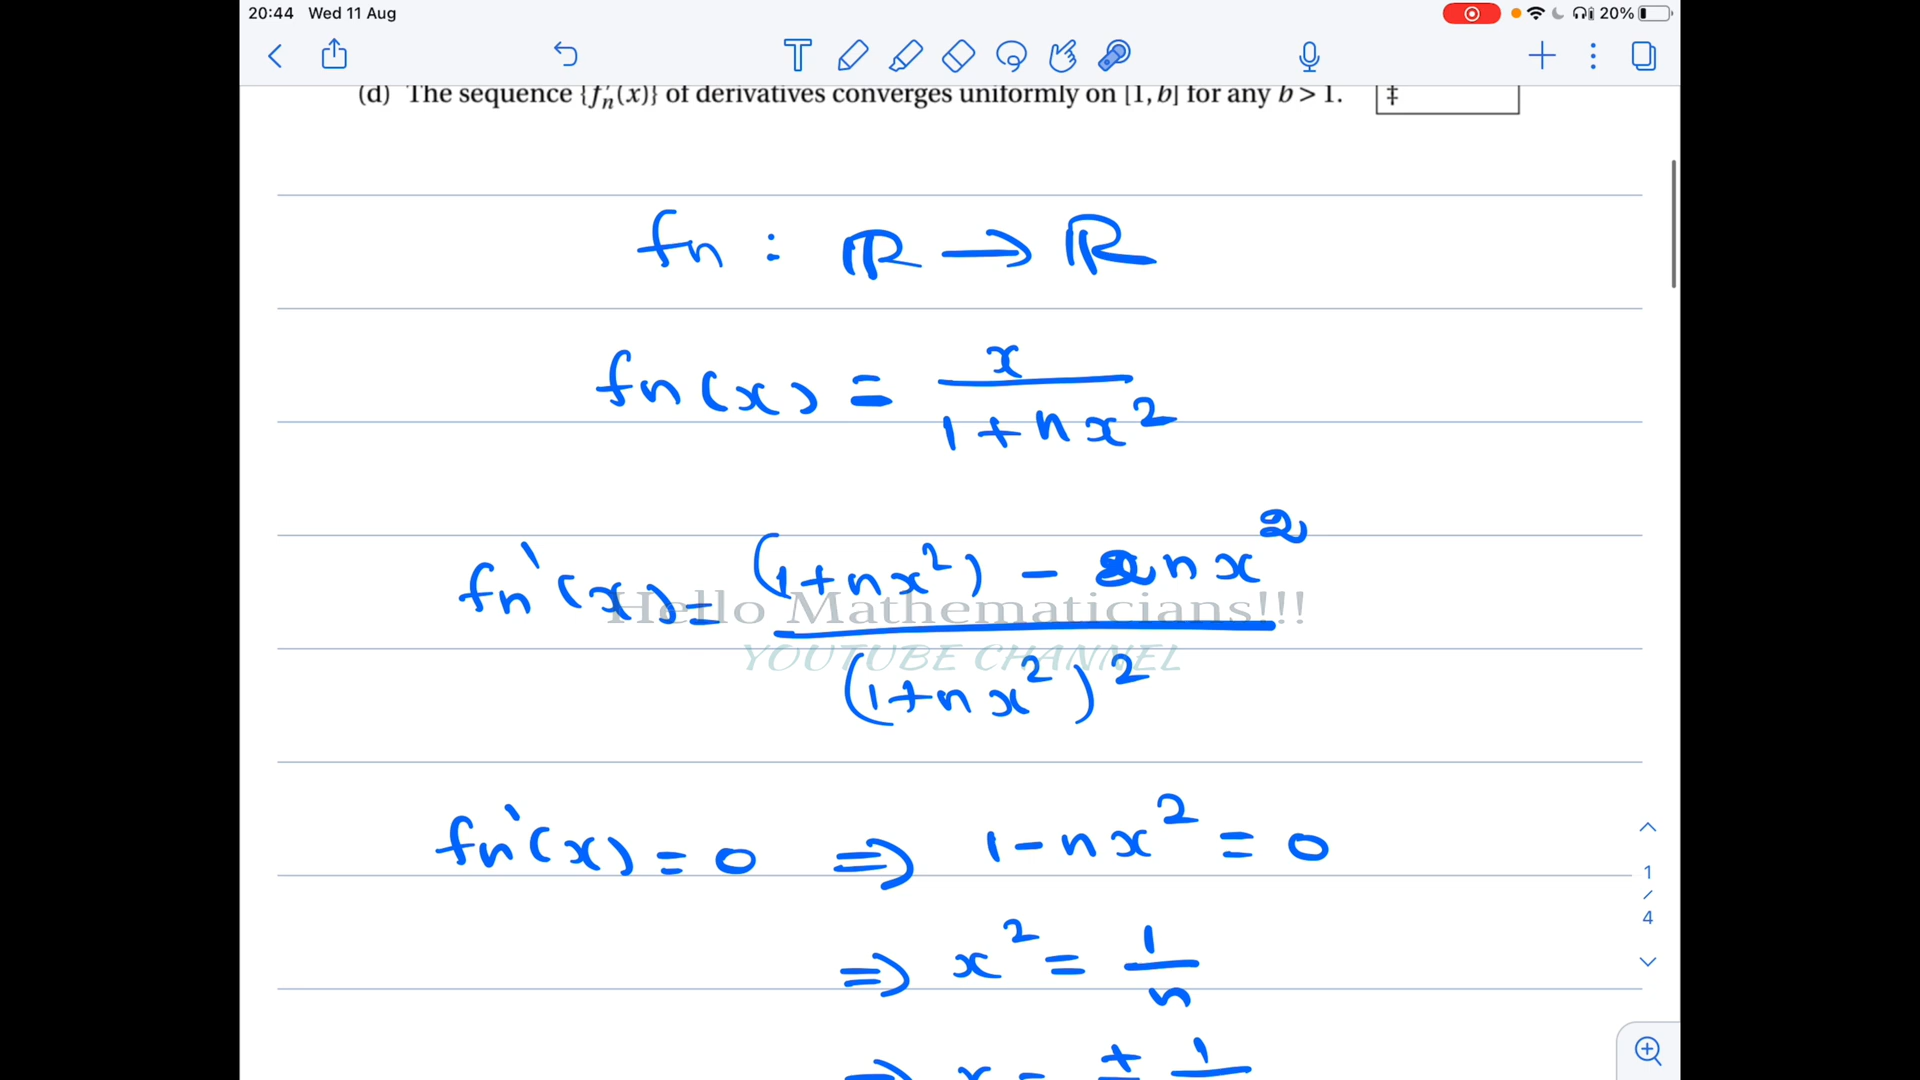 20:44 Wed 11 Aug 20%
(d) The sequence {f′ₙ(x)} of derivatives converges uniformly on [1, b] for any b > 1. ‡
fn : ℝ ⟶ ℝ
fn(x) = x / (1+nx²)
fn'(x) = ((1+nx²) - 2nx²) / (1+nx²)²
Hello Mathematicians!!!
YOUTUBE CHANNEL
fn'(x) = 0 ⟹ 1-nx² = 0
⟹ x² = 1/n
1 / 4